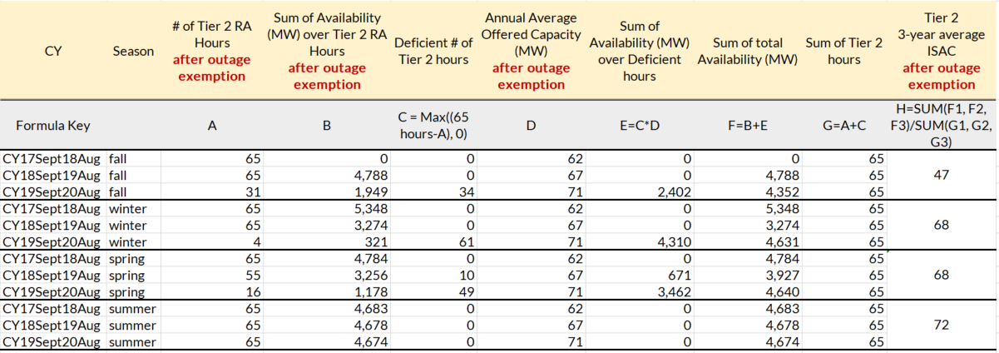 CY Season # of Tier 2 RA Hours after outage exemption Sum of Availability (MW) over Tier 2 RA Hours after outage exemption Deficient # of Tier 2 hours Annual Average Offered Capacity (MW) after outage exemption Sum of Availability (MW) over Deficient hours Sum of total Availability (MW) Sum of Tier 2 hours Tier 2 3-year average ISAC after outage exemption
Formula Key A B C = Max((65 hours-A), 0) D E=C*D F=B+E G=A+C H=SUM(F1, F2, F3)/SUM(G1, G2, G3)
CY17Sept18Aug fall 65 0 0 62 0 0 65
CY18Sept19Aug fall 65 4,788 0 67 0 4,788 65 47
CY19Sept20Aug fall 31 1,949 34 71 2,402 4,352 65
CY17Sept18Aug winter 65 5,348 0 62 0 5,348 65
CY18Sept19Aug winter 65 3,274 0 67 0 3,274 65 68
CY19Sept20Aug winter 4 321 61 71 4,310 4,631 65
CY17Sept18Aug spring 65 4,784 0 62 0 4,784 65
CY18Sept19Aug spring 55 3,256 10 67 671 3,927 65 68
CY19Sept20Aug spring 16 1,178 49 71 3,462 4,640 65
CY17Sept18Aug summer 65 4,683 0 62 0 4,683 65
CY18Sept19Aug summer 65 4,678 0 67 0 4,678 65 72
CY19Sept20Aug summer 65 4,674 0 71 0 4,674 65